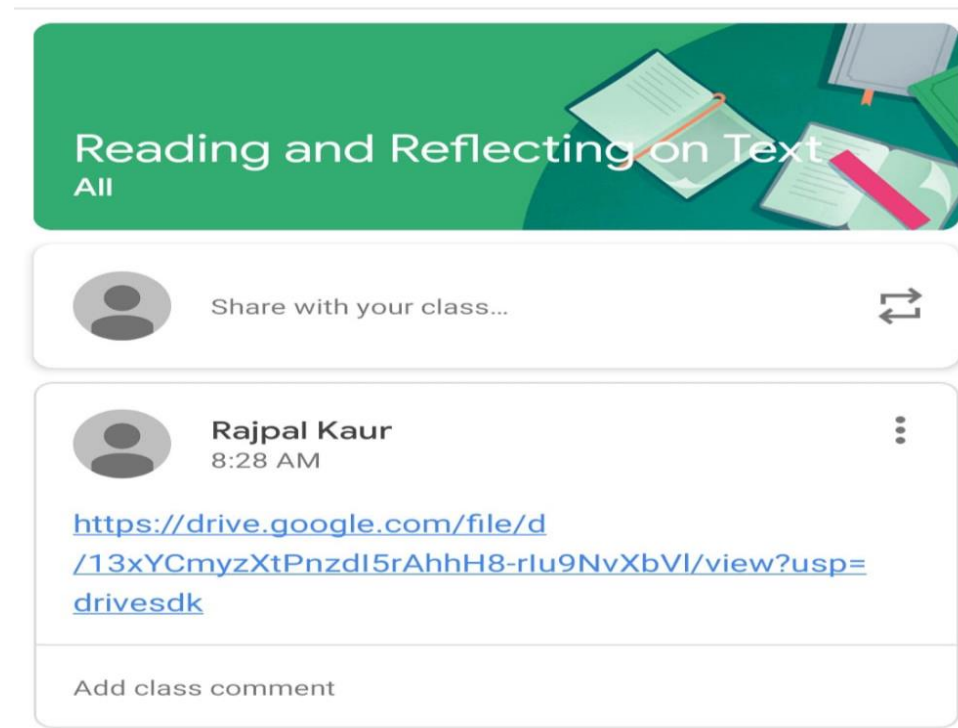 Reading and Reflecting on Text
All
Share with your class...
Rajpal Kaur
8:28 AM
https://drive.google.com/file/d
/13xYCmyzXtPnzdI5rAhhH8-rIu9NvXbVl/view?usp=
drivesdk
Add class comment